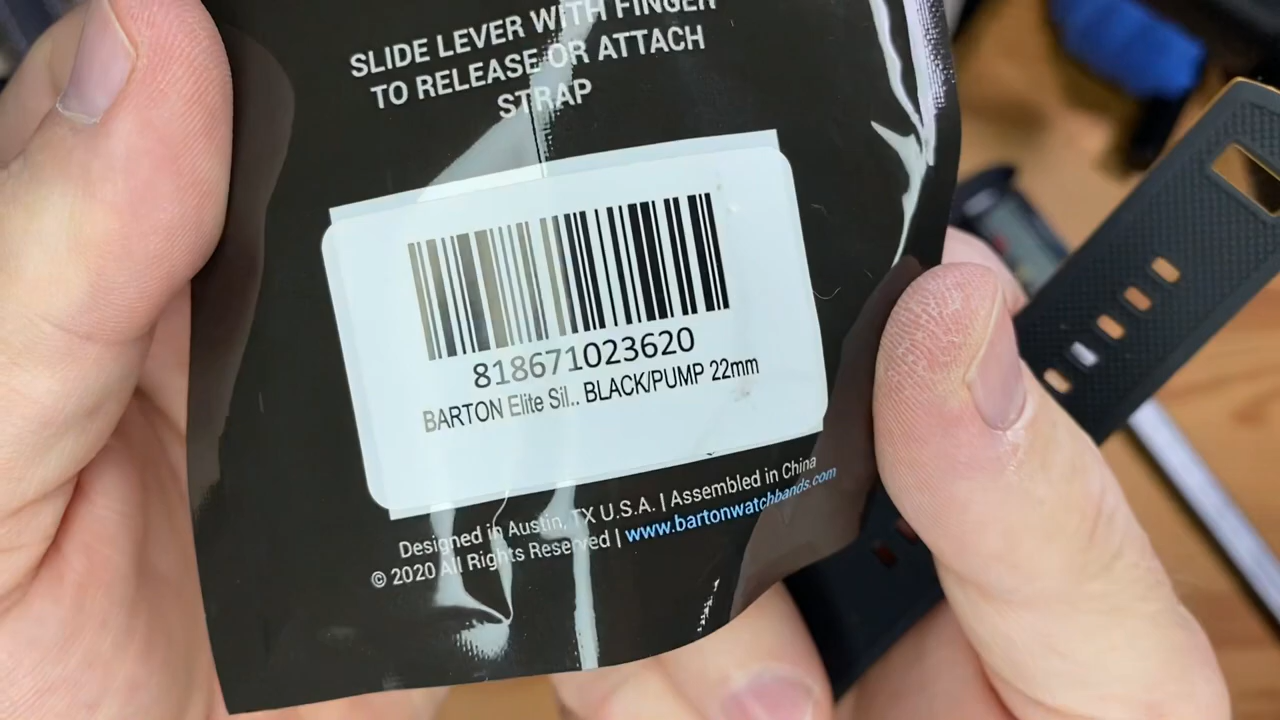 SLIDE LEVER WITH FINGER
TO RELEASE OR ATTACH
STRAP
818671023620
BARTON Elite Sil.. BLACK/PUMP 22mm
Designed in Austin, TX U.S.A. | Assembled in China
© 2020 All Rights Reserved | www.bartonwatchbands.com